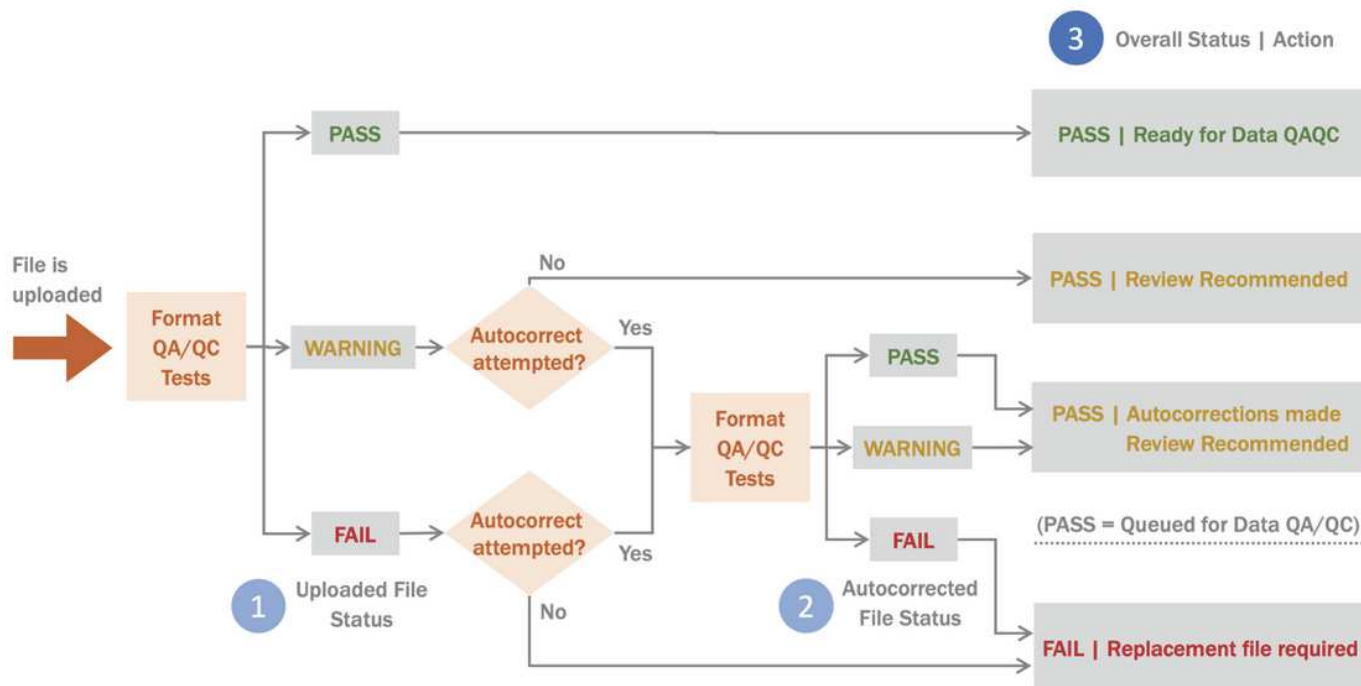 3 Overall Status | Action
PASS
PASS | Ready for Data QAQC
File is
uploaded
No
PASS | Review Recommended
Format
QA/QC
Tests
WARNING
Autocorrect
attempted?
Yes
PASS
Format
QA/QC
Tests
WARNING
PASS | Autocorrections made
Review Recommended
FAIL
Autocorrect
attempted?
Yes
FAIL
(PASS = Queued for Data QA/QC)
1 Uploaded File
Status
No
2 Autocorrected
File Status
FAIL | Replacement file required